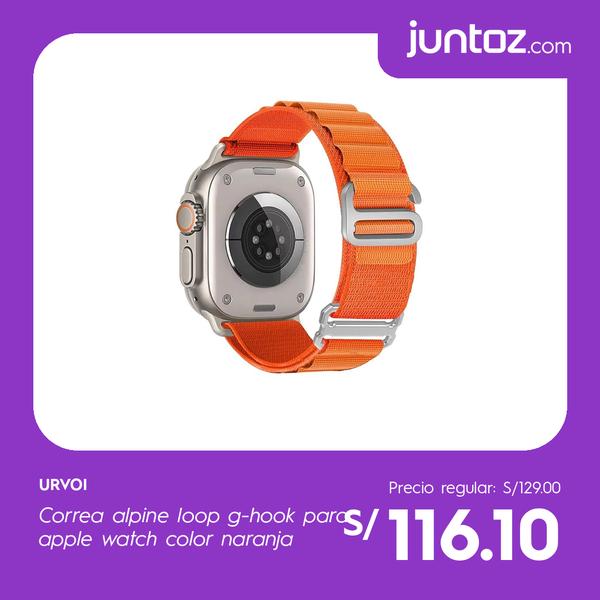 juntoz.com
URVOI
Correa alpine loop g-hook para
apple watch color naranja
Precio regular: S/129.00
S/116.10